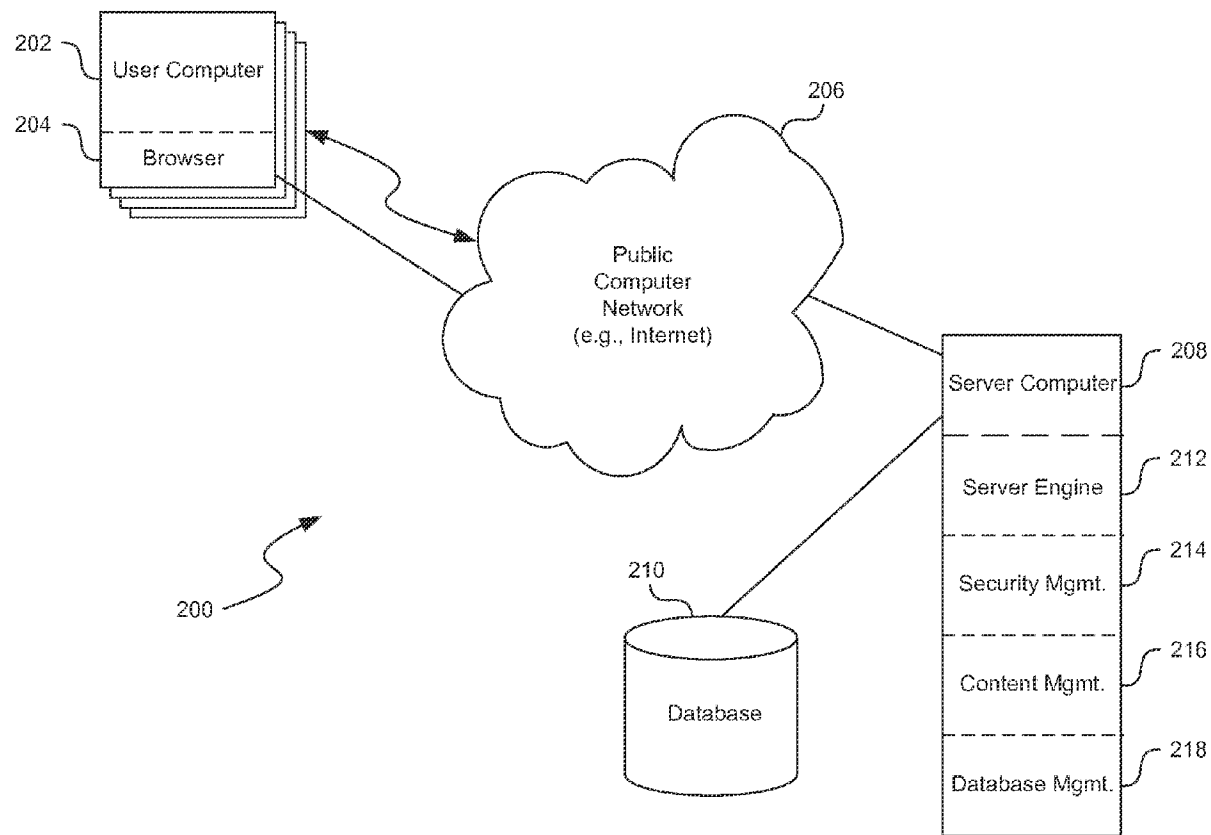 202
User Computer
204
Browser
206
Public
Computer
Network
(e.g., Internet)
208
Server Computer
212
Server Engine
214
Security Mgmt.
210
200
216
Content Mgmt.
Database
218
Database Mgmt.